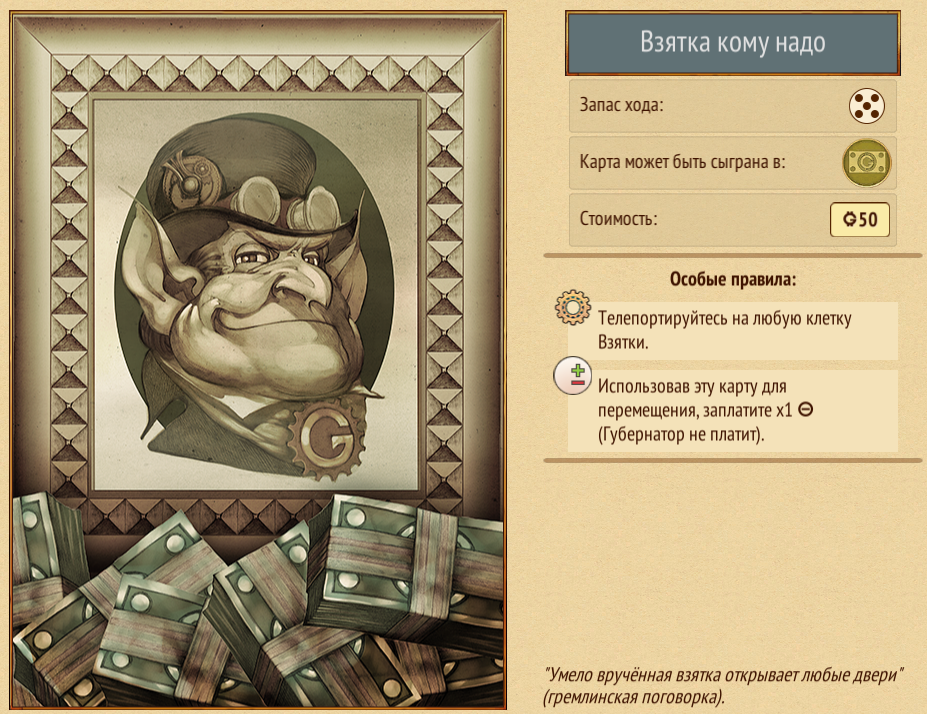 Взятка кому надо
Запас хода:
Карта может быть сыграна в:
Стоимость:
G50
Особые правила:
Телепортируйтесь на любую клетку
Взятки.
Использовав эту карту для
перемещения, заплатите x1 ⊖
(Губернатор не платит).
G
"Умело вручённая взятка открывает любые двери"
(гремлинская поговорка).